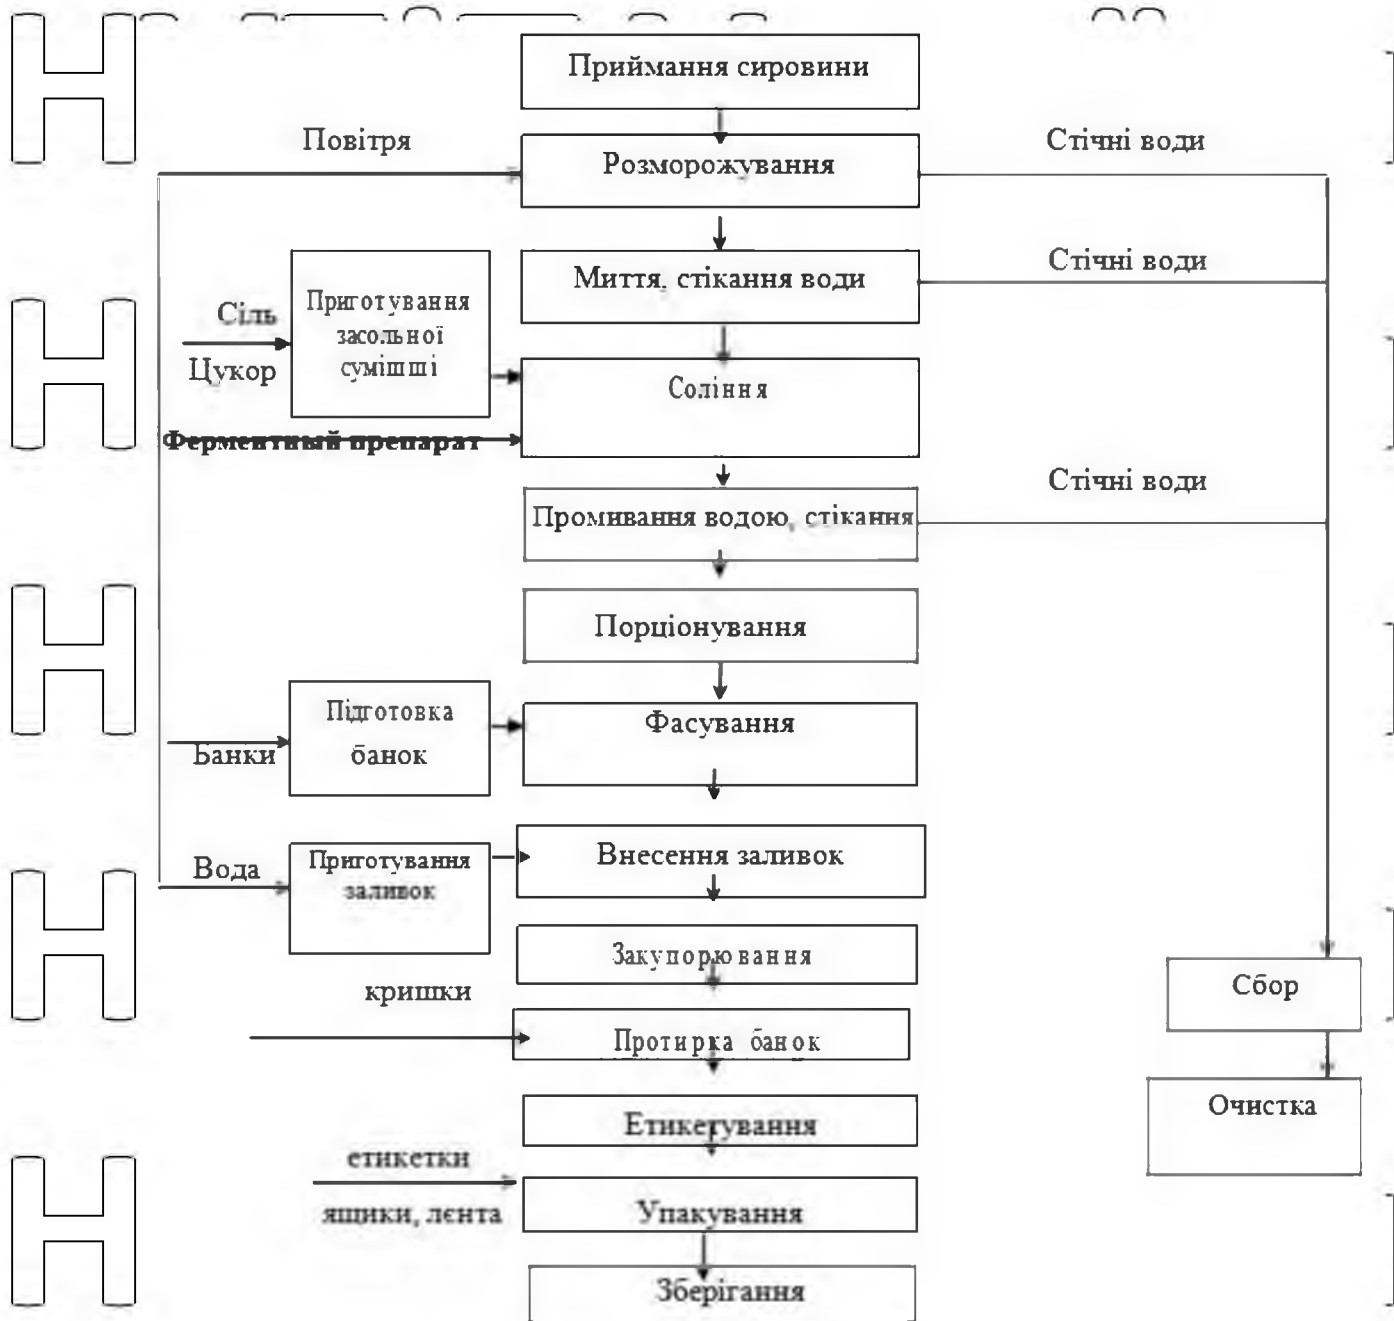 Приймання сировини
Повітря
Стічні води
Розморожування
Миття. стікання води
Стічні води
Сіль
Цукор
Приготування
засольної
сумішші
Соління
Ферментный препарат
Стічні води
Промивання водою, стікання
Порціонування
Банки
Підготовка
банок
Фасування
Вода
Приготування
заливок
Внесення заливок
Закупорювання
кришки
Протирка банок
Сбор
Очистка
Етикетування
етикетки
ящики, лєнта
Упакування
Зберігання